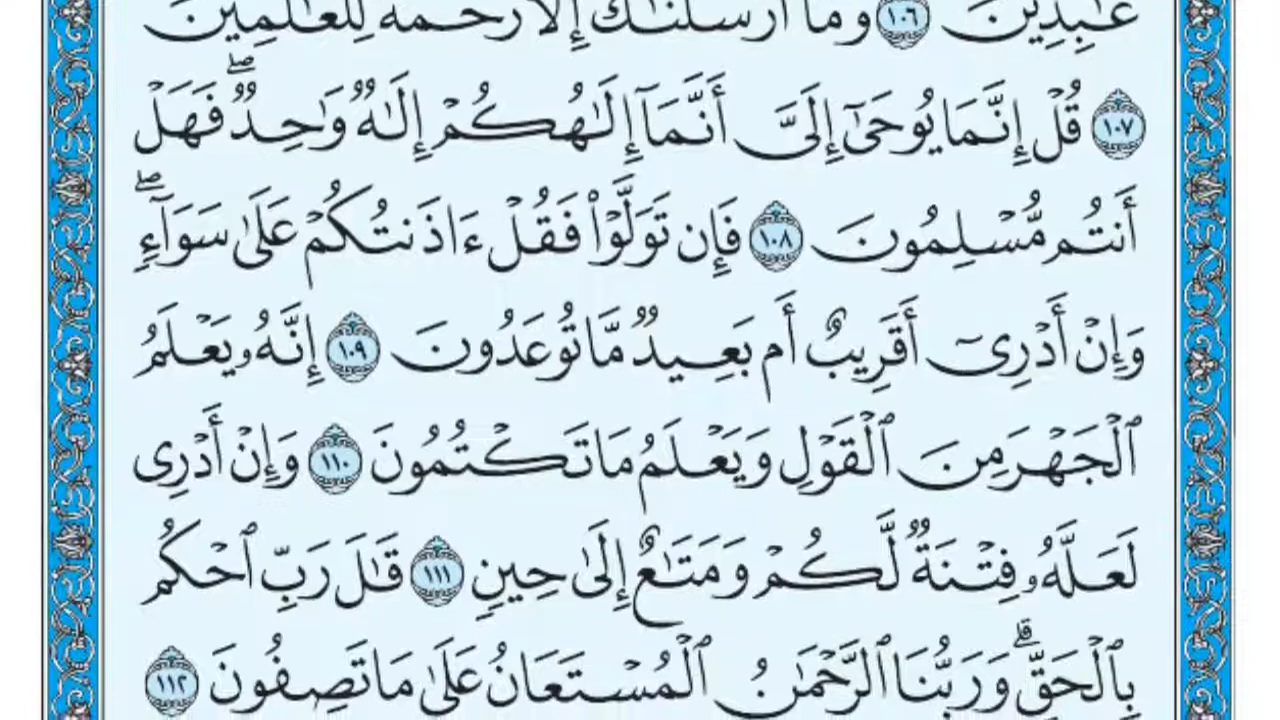 عَٰبِدِينَ ١٠٦ وَمَآ أَرْسَلْنَٰكَ إِلَّا رَحْمَةً لِّلْعَٰلَمِينَ
١٠٧ قُلْ إِنَّمَا يُوحَىٰٓ إِلَىَّ أَنَّمَآ إِلَٰهُكُمْ إِلَٰهٌ وَٰحِدٌ ۖ فَهَلْ
أَنتُم مُّسْلِمُونَ ١٠٨ فَإِن تَوَلَّوْا۟ فَقُلْ ءَاذَنتُكُمْ عَلَىٰ سَوَآءٍ ۖ
وَإِنْ أَدْرِىٓ أَقَرِيبٌ أَم بَعِيدٌ مَّا تُوعَدُونَ ١٠٩ إِنَّهُۥ يَعْلَمُ
ٱلْجَهْرَ مِنَ ٱلْقَوْلِ وَيَعْلَمُ مَا تَكْتُمُونَ ١١٠ وَإِنْ أَدْرِى
لَعَلَّهُۥ فِتْنَةٌ لَّكُمْ وَمَتَٰعٌ إِلَىٰ حِينٍ ١١١ قَٰلَ رَبِّ ٱحْكُم
بِٱلْحَقِّ ۗ وَرَبُّنَا ٱلرَّحْمَٰنُ ٱلْمُسْتَعَانُ عَلَىٰ مَا تَصِفُونَ ١١٢